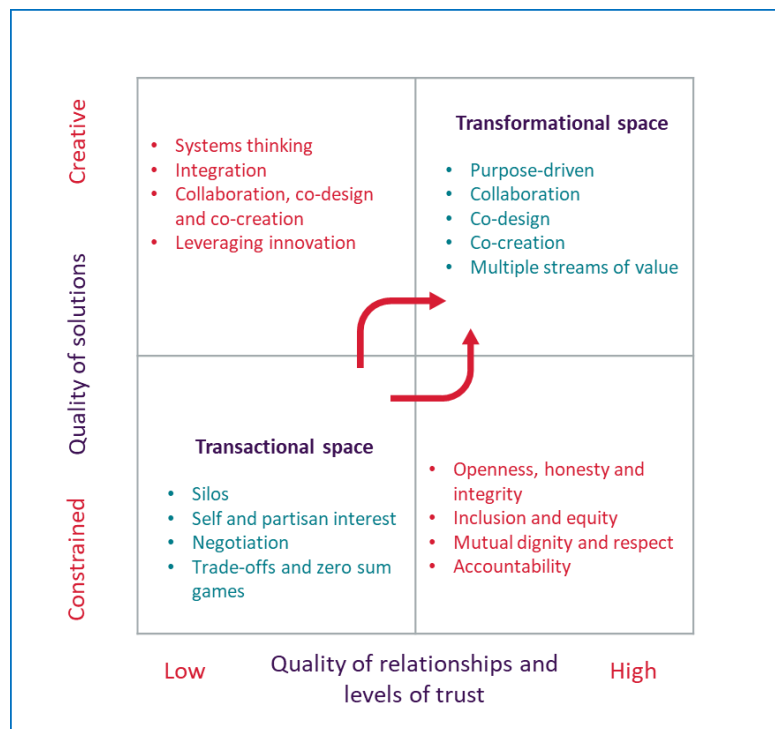 Creative
Quality of solutions
Constrained
• Systems thinking
• Integration
• Collaboration, co-design
and co-creation
• Leveraging innovation
Transformational space
• Purpose-driven
• Collaboration
• Co-design
• Co-creation
• Multiple streams of value
Transactional space
• Silos
• Self and partisan interest
• Negotiation
• Trade-offs and zero sum
games
• Openness, honesty and
integrity
• Inclusion and equity
• Mutual dignity and respect
• Accountability
Low
Quality of relationships and
levels of trust
High